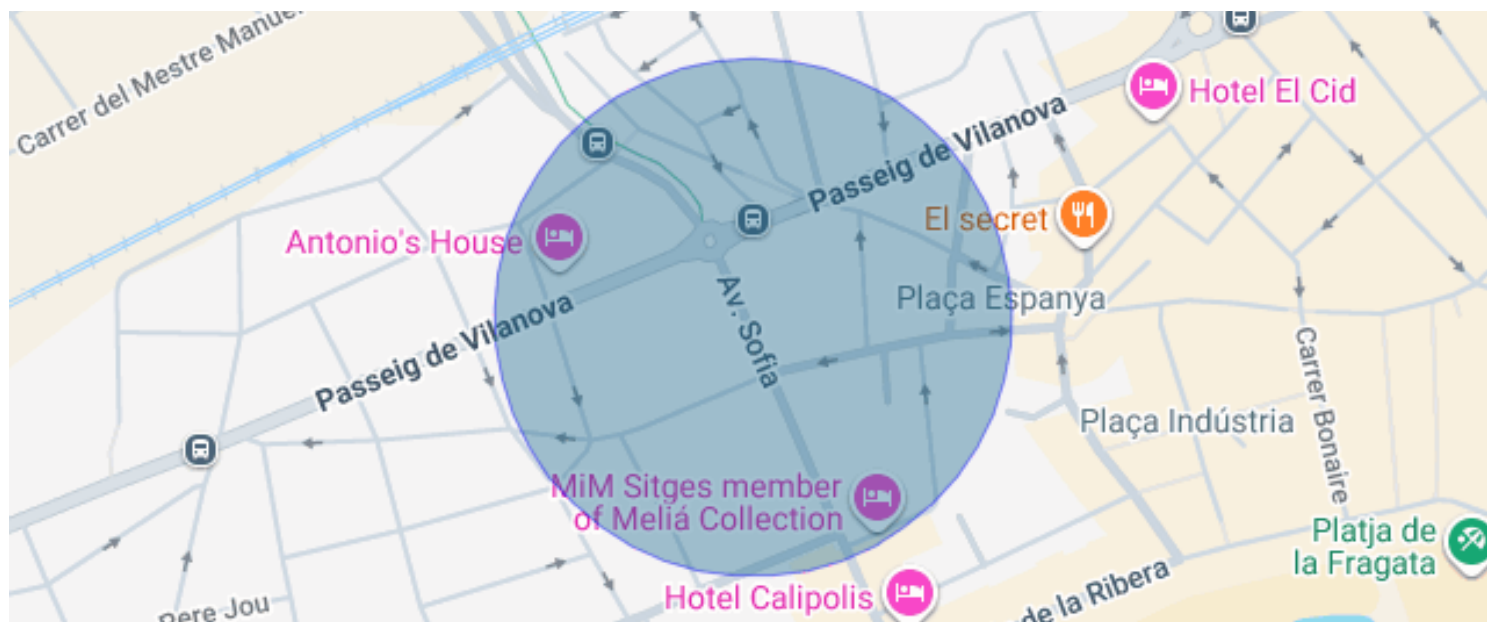 Carrer del Mestre Manuel
Hotel El Cid
Passeig de Vilanova
El secret
Antonio's House
Plaça Espanya
Av. Sofia
Passeig de Vilanova
Carrer Bonaire
Plaça Indústria
MiM Sitges member
of Meliá Collection
Platja de
la Fragata
Hotel Calipolis
de la Ribera
Pere Jou